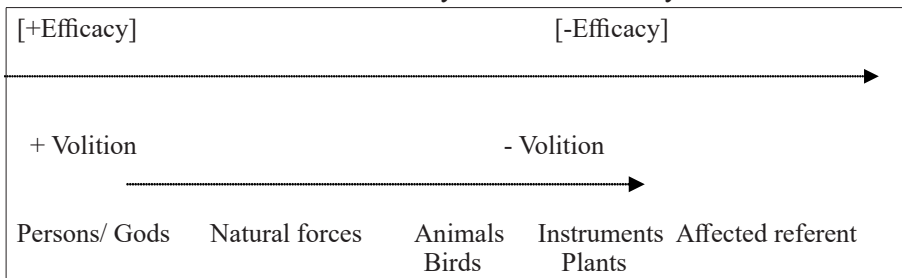 [+Efficacy] [-Efficacy]
+ Volition - Volition
Persons/ Gods Natural forces Animals Instruments Affected referent
Birds Plants